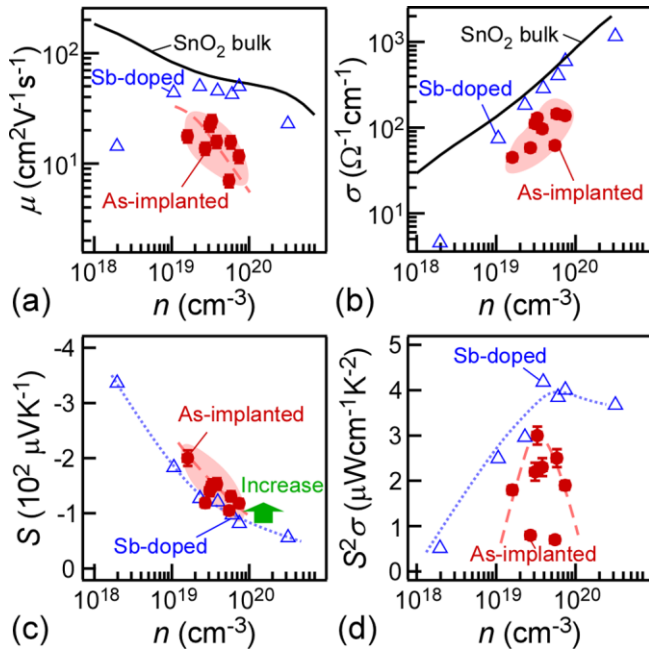 10²
10¹
μ (cm²V⁻¹s⁻¹)
SnO₂ bulk
Sb-doped
As-implanted
10¹⁸ 10¹⁹ 10²⁰
(a) n (cm⁻³)
10³
10²
10¹
σ (Ω⁻¹cm⁻¹)
SnO₂ bulk
Sb-doped
As-implanted
10¹⁸ 10¹⁹ 10²⁰
(b) n (cm⁻³)
-4
-3
-2
-1
0
S (10² μVK⁻¹)
As-implanted
Increase
Sb-doped
10¹⁸ 10¹⁹ 10²⁰
(c) n (cm⁻³)
5
4
3
2
1
0
S²σ (μWcm⁻¹K⁻²)
Sb-doped
As-implanted
10¹⁸ 10¹⁹ 10²⁰
(d) n (cm⁻³)